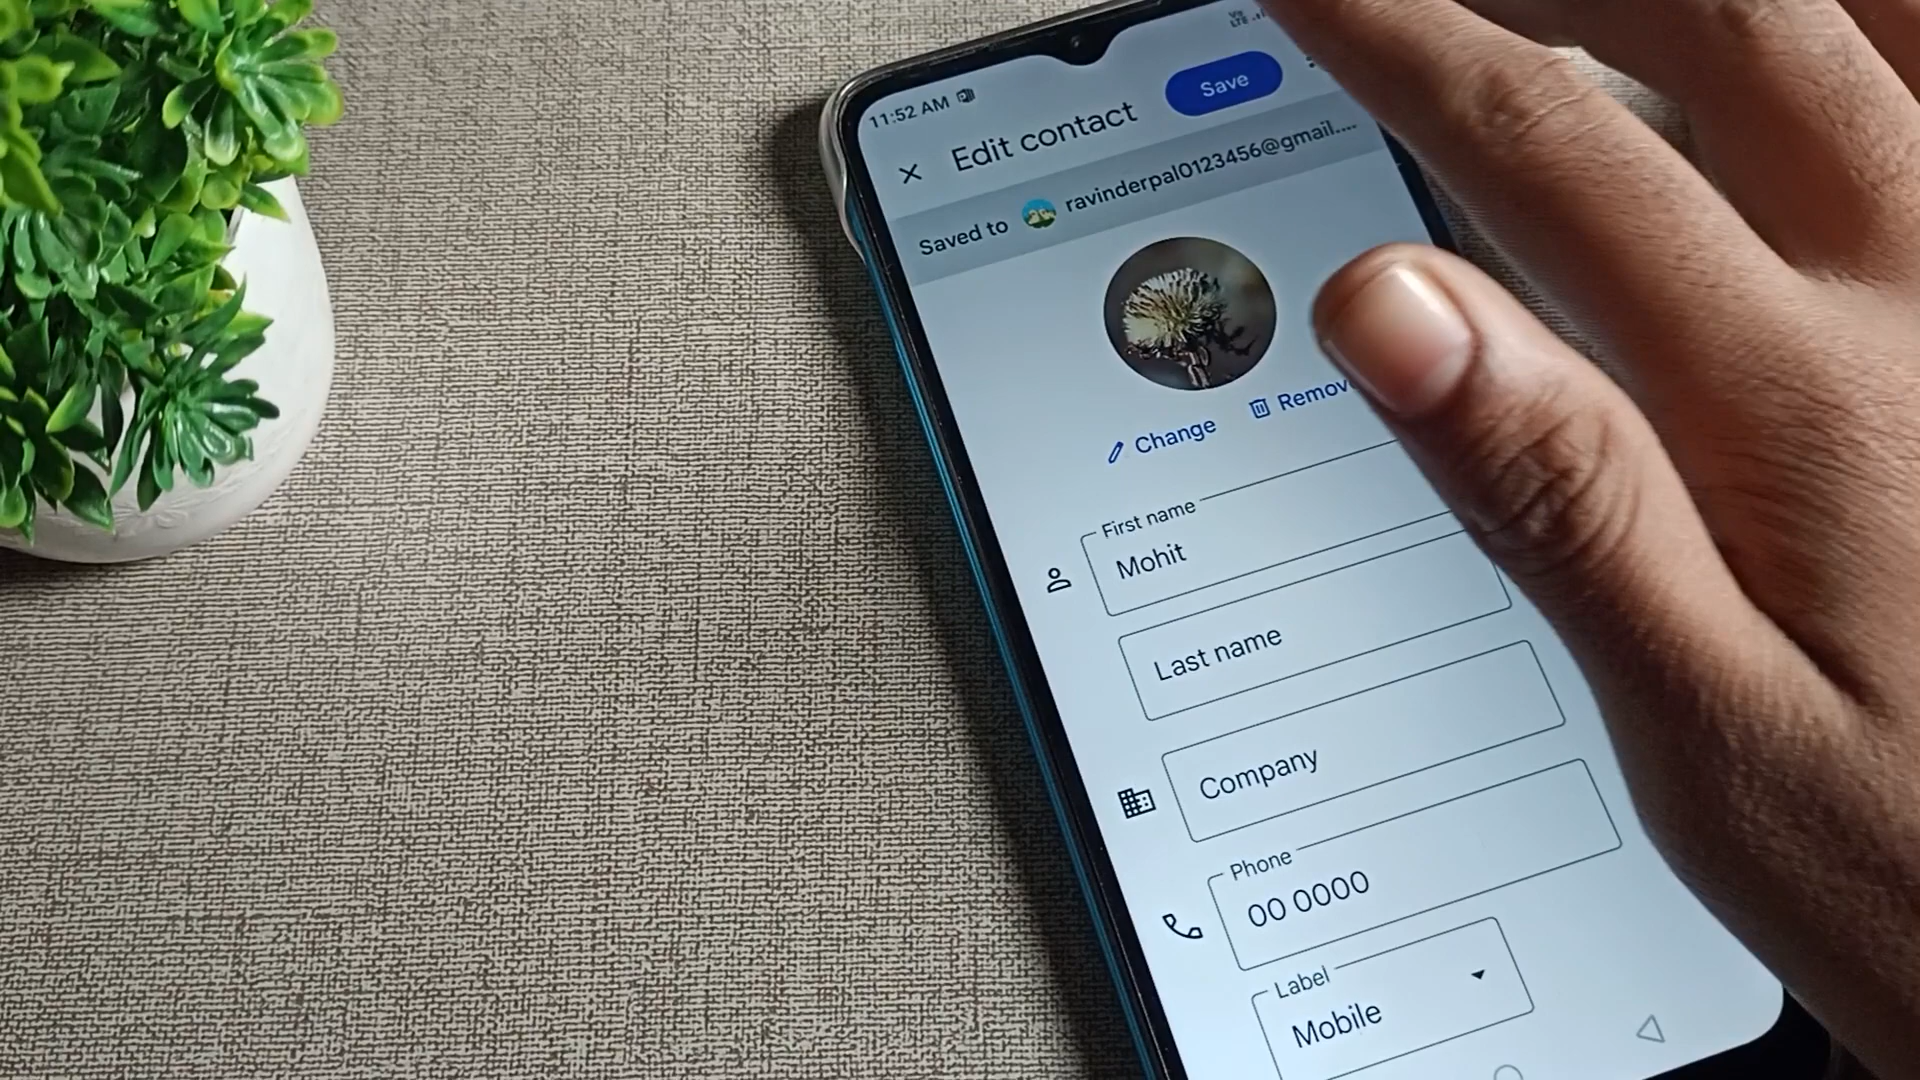 11:52 AM
Edit contact
Save
Saved to ravinderpal0123456@gmail....
Change
Remove
First name
Mohit
Last name
Company
Phone
00 0000
Label
Mobile